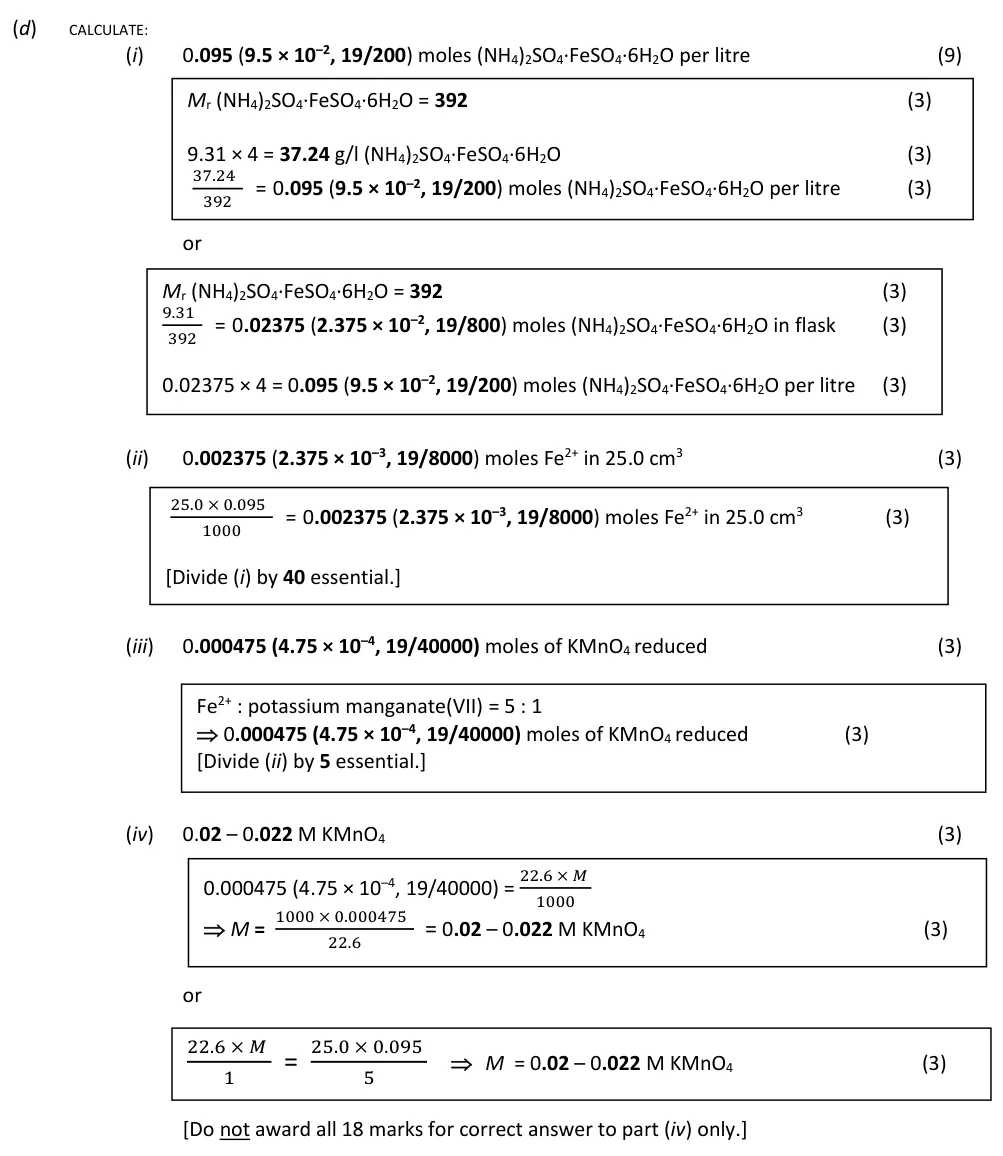 (d) CALCULATE:
(i) 0.095 (9.5 × 10⁻², 19/200) moles (NH₄)₂SO₄·FeSO₄·6H₂O per litre (9)
Mᵣ (NH₄)₂SO₄·FeSO₄·6H₂O = 392 (3)
9.31 × 4 = 37.24 g/l (NH₄)₂SO₄·FeSO₄·6H₂O (3)
37.24/392 = 0.095 (9.5 × 10⁻², 19/200) moles (NH₄)₂SO₄·FeSO₄·6H₂O per litre (3)
or
Mᵣ (NH₄)₂SO₄·FeSO₄·6H₂O = 392 (3)
9.31/392 = 0.02375 (2.375 × 10⁻², 19/800) moles (NH₄)₂SO₄·FeSO₄·6H₂O in flask (3)
0.02375 × 4 = 0.095 (9.5 × 10⁻², 19/200) moles (NH₄)₂SO₄·FeSO₄·6H₂O per litre (3)
(ii) 0.002375 (2.375 × 10⁻³, 19/8000) moles Fe²⁺ in 25.0 cm³ (3)
25.0 × 0.095/1000 = 0.002375 (2.375 × 10⁻³, 19/8000) moles Fe²⁺ in 25.0 cm³ (3)
[Divide (i) by 40 essential.]
(iii) 0.000475 (4.75 × 10⁻⁴, 19/40000) moles of KMnO₄ reduced (3)
Fe²⁺ : potassium manganate(VII) = 5 : 1
⇒ 0.000475 (4.75 × 10⁻⁴, 19/40000) moles of KMnO₄ reduced (3)
[Divide (ii) by 5 essential.]
(iv) 0.02 – 0.022 M KMnO₄ (3)
0.000475 (4.75 × 10⁻⁴, 19/40000) = 22.6 × M/1000
⇒ M = 1000 × 0.000475/22.6 = 0.02 – 0.022 M KMnO₄ (3)
or
22.6 × M/1 = 25.0 × 0.095/5 ⇒ M = 0.02 – 0.022 M KMnO₄ (3)
[Do not award all 18 marks for correct answer to part (iv) only.]